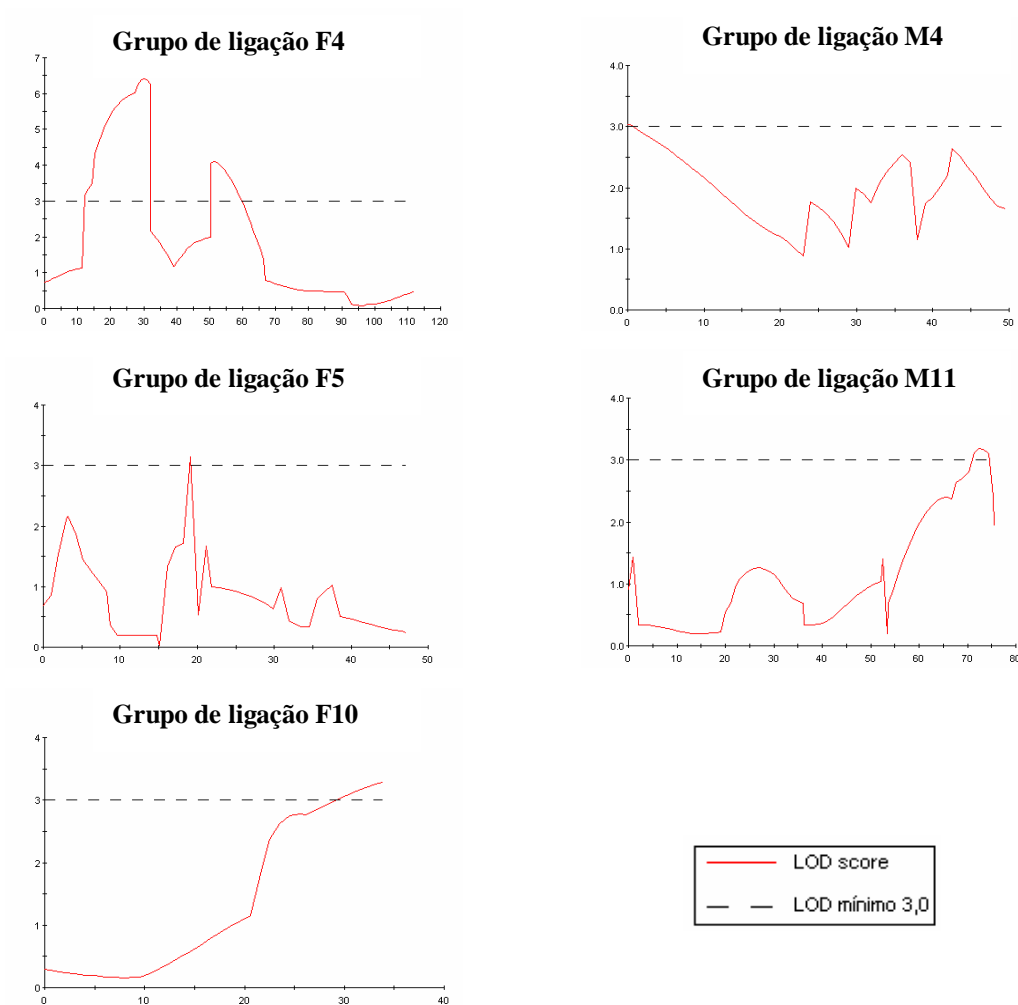 Grupo de ligação F4
7
6
5
4
3
2
1
0
0 10 20 30 40 50 60 70 80 90 100 110 120
Grupo de ligação M4
4.0
3.0
2.0
1.0
0.0
0 10 20 30 40 50
Grupo de ligação F5
4
3
2
1
0
0 10 20 30 40 50
Grupo de ligação M11
4.0
3.0
2.0
1.0
0.0
0 10 20 30 40 50 60 70 80
Grupo de ligação F10
4
3
2
1
0
0 10 20 30 40
LOD score
LOD mínimo 3,0